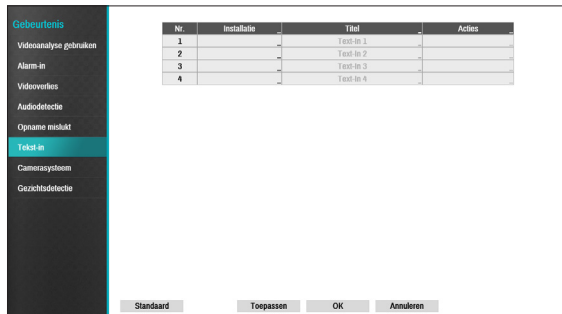 Gebeurtenis
Videoanalyse gebruiken
Alarm-in
Videoverlies
Audiodetectie
Opname mislukt
Tekst-in
Camerasysteem
Gezichtsdetectie
Nr. Installatie Titel Acties
1 Text-in 1
2 Text-in 2
3 Text-in 3
4 Text-in 4
Standaard Toepassen OK Annuleren